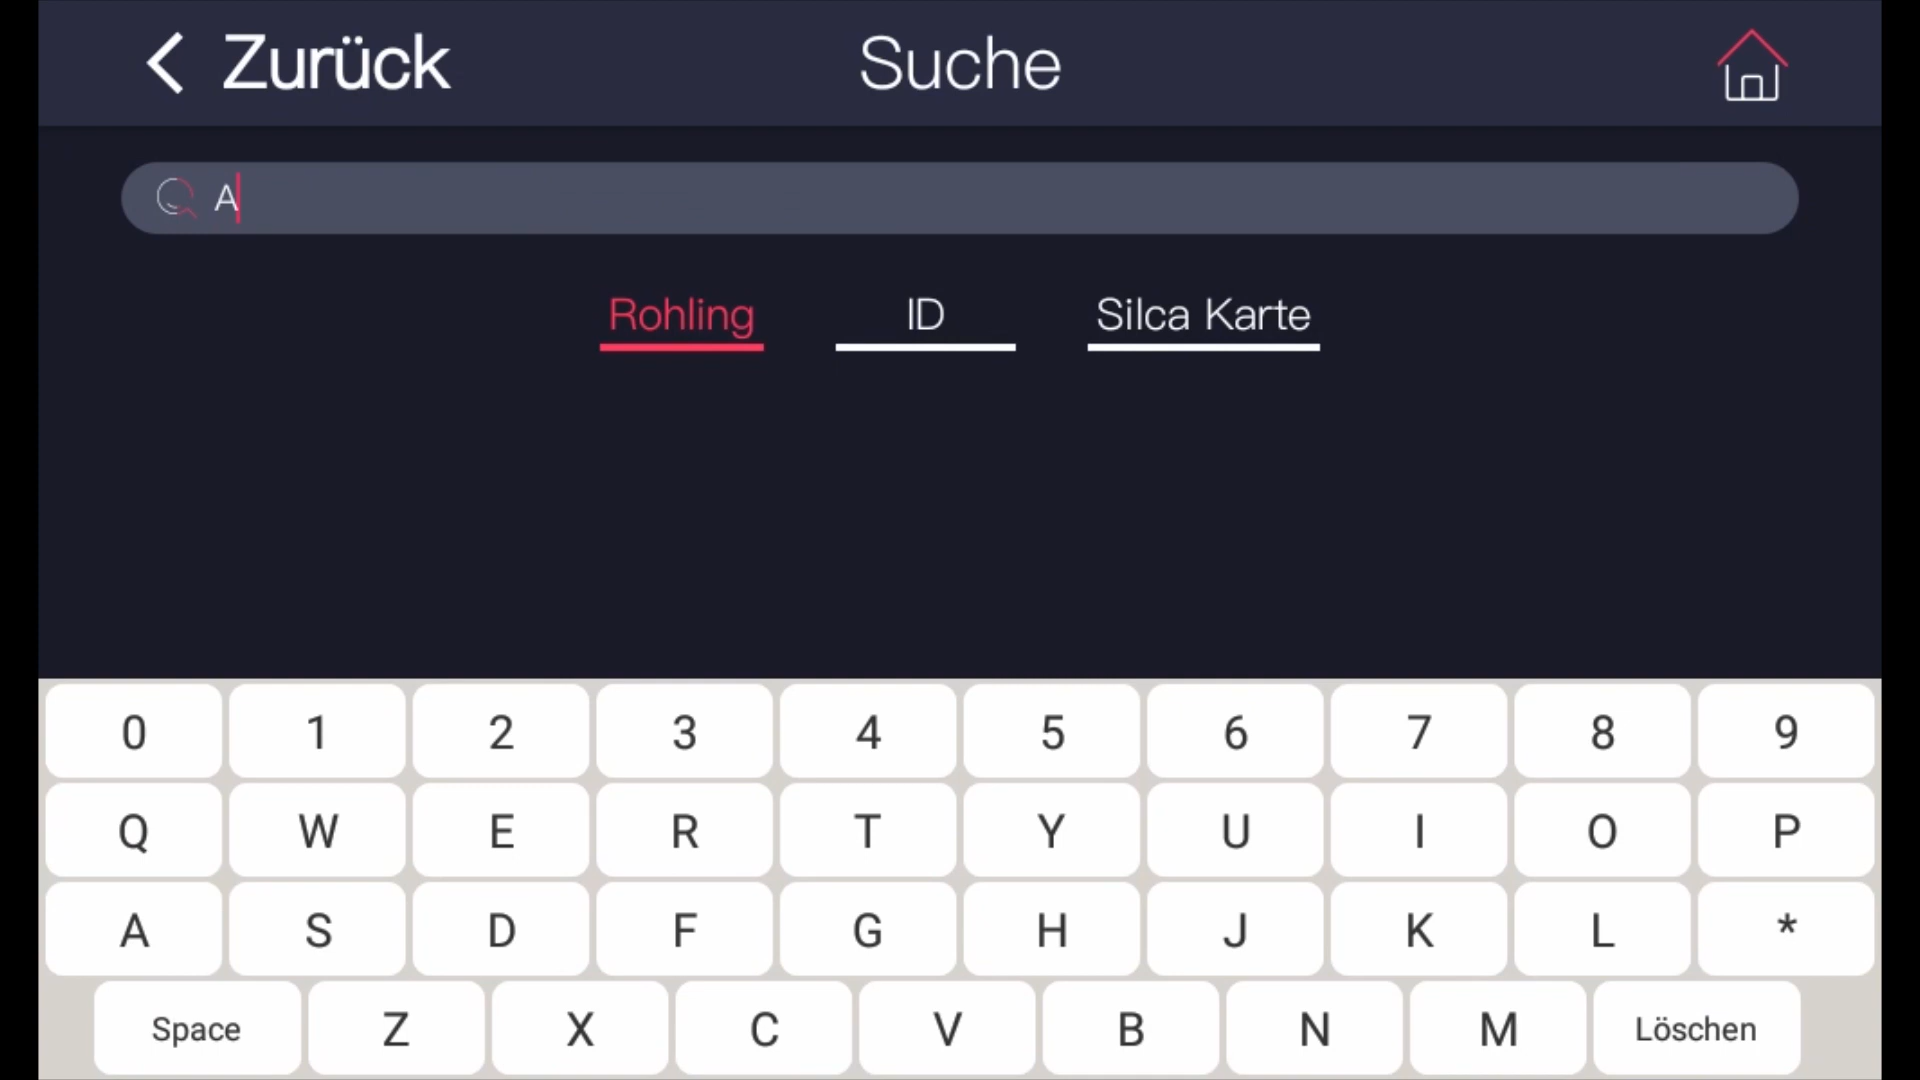 Zurück
Suche
A
Rohling
ID
Silca Karte
0 1 2 3 4 5 6 7 8 9
Q W E R T Y U I O P
A S D F G H J K L *
Space Z X C V B N M Löschen